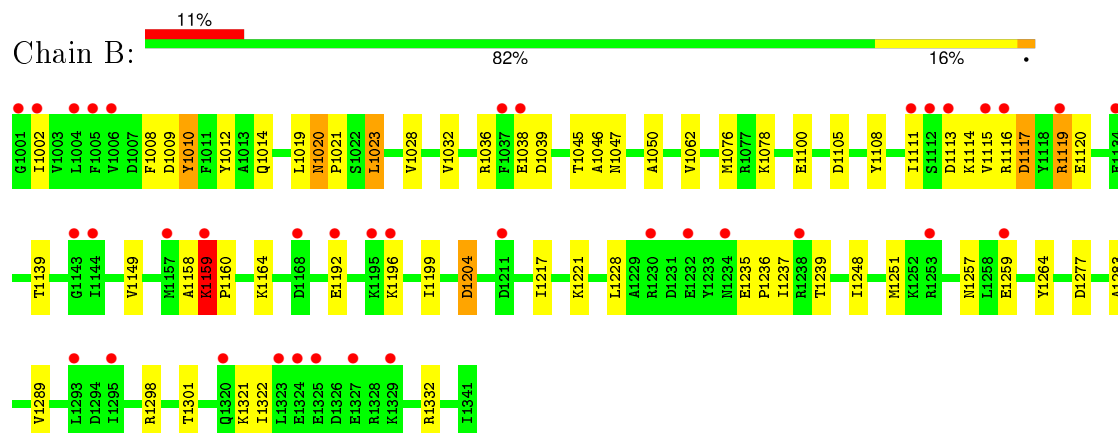 11%
Chain B:
82% 16% •
G1001 I1002 V1003 L1004 F1005 V1006 D1007 F1008 D1009 Y1010 F1011 Y1012 A1013 Q1014 L1019 N1020 P1021 S1022 L1023 V1028 V1032 R1036 F1037 E1038 D1039 T1045 A1046 N1047 A1050 V1062 M1076 R1077 K1078 E1100 D1105 Y1108 I1111 S1112 D1113 K1114 V1115 R1116 D1117 Y1118 R1119 E1120
T1139 G1143 I1144 V1149 M1157 A1158 K1159 P1160 K1164 D1168 E1192 K1195 K1196 I1199 D1204 D1211 I1217 K1221 L1228 A1229 R1230 D1231 E1232 Y1233 N1234 E1235 P1236 I1237 R1238 T1239 I1248 M1251 K1252 R1253 N1257 L1258 E1259 Y1264 D1277
V1289 L1293 D1294 I1295 R1298 T1301 Q1320 K1321 I1322 L1323 E1324 E1325 D1326 E1327 R1328 K1329 R1332 I1341